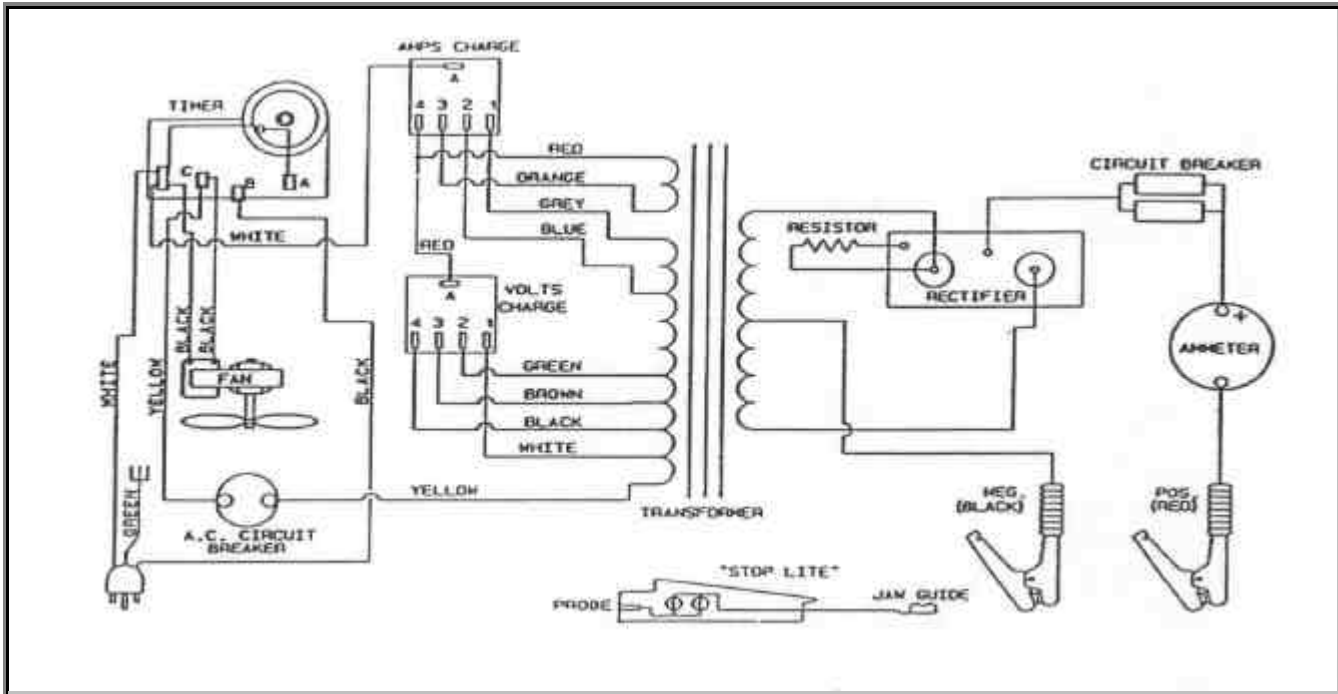 AMPS CHARGE
A
4 3 2 1
TIMER
C
B
A
WHITE
RED
ORANGE
GREY
BLUE
RED
A
VOLTS
CHARGE
4 3 2 1
GREEN
BROWN
BLACK
WHITE
YELLOW
WHITE
YELLOW
BLACK
BLACK
FAN
BLACK
GREEN
A.C. CIRCUIT
BREAKER
TRANSFORMER
RESISTOR
RECTIFIER
CIRCUIT BREAKER
+
AMMETER
NEG.
(BLACK)
POS.
(RED)
"STOP LITE"
PROBE
JAW GUIDE